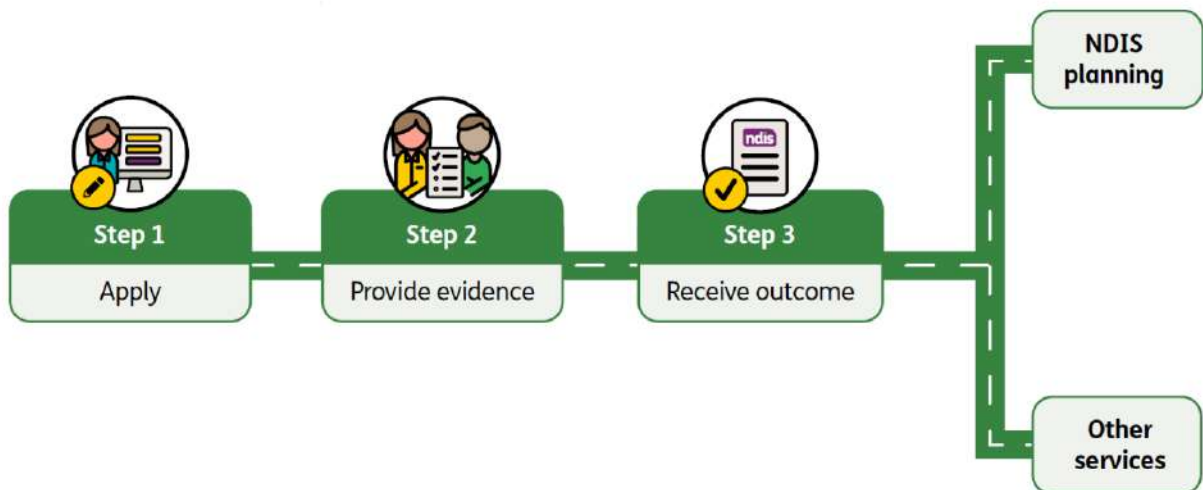 NDIS
planning
ndis
Step 1
Step 2
Step 3
Apply
Provide evidence
Receive outcome
Other
services